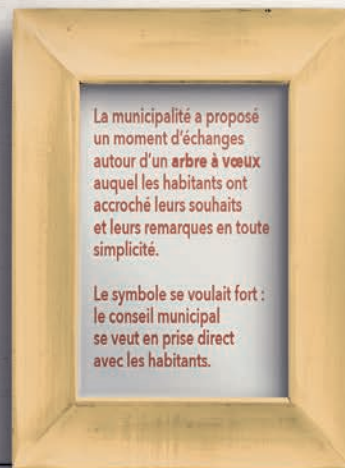 La municipalité a proposé
un moment d'échanges
autour d'un arbre à vœux
auquel les habitants ont
accroché leurs souhaits
et leurs remarques en toute
simplicité.
Le symbole se voulait fort :
le conseil municipal
se veut en prise direct
avec les habitants.